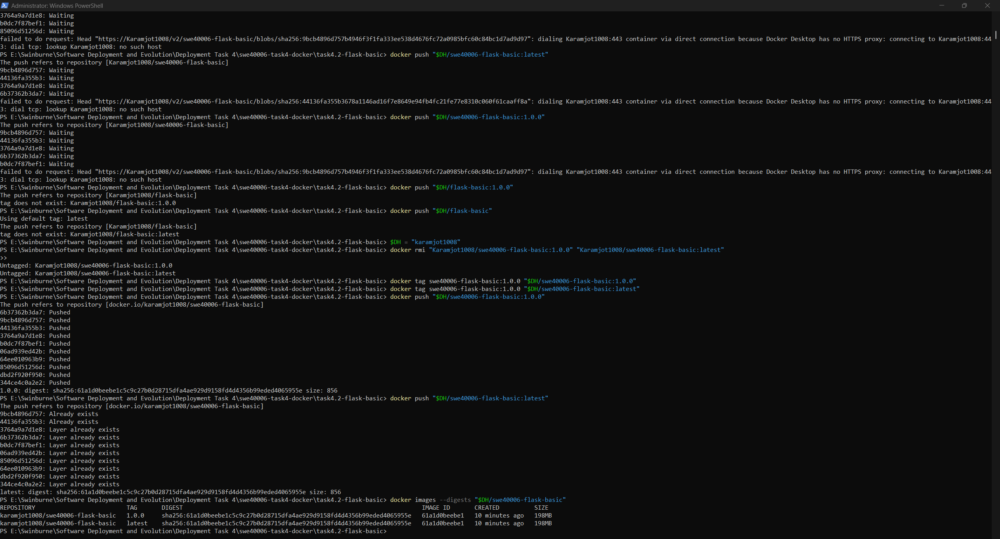 Administrator: Windows PowerShell
3764a9a7d1e8: Waiting
b0dc7f87bef1: Waiting
85096d51256d: Waiting
failed to do request: Head "https://Karamjot1008/v2/swe40006-flask-basic/blobs/sha256:9bcb4896d757b4946f3f1fa333ee538d4676fc72a0985bfc60c84bc1d7ad9d97": dialing Karamjot1008:443 container via direct connection because Docker Desktop has no HTTPS proxy: connecting to Karamjot1008:44
3: dial tcp: lookup Karamjot1008: no such host
PS E:\Swinburne\Software Deployment and Evolution\Deployment Task 4\swe40006-task4-docker\task4.2-flask-basic> docker push "$DH/swe40006-flask-basic:latest"
The push refers to repository [Karamjot1008/swe40006-flask-basic]
9bcb4896d757: Waiting
44136fa355b3: Waiting
3764a9a7d1e8: Waiting
6b37362b3da7: Waiting
failed to do request: Head "https://Karamjot1008/v2/swe40006-flask-basic/blobs/sha256:44136fa355b3678a1146ad16f7e8649e94fb4fc21fe77e8310c060f61caaff8a": dialing Karamjot1008:443 container via direct connection because Docker Desktop has no HTTPS proxy: connecting to Karamjot1008:44
3: dial tcp: lookup Karamjot1008: no such host
PS E:\Swinburne\Software Deployment and Evolution\Deployment Task 4\swe40006-task4-docker\task4.2-flask-basic> docker push "$DH/swe40006-flask-basic:1.0.0"
The push refers to repository [Karamjot1008/swe40006-flask-basic]
9bcb4896d757: Waiting
44136fa355b3: Waiting
3764a9a7d1e8: Waiting
6b37362b3da7: Waiting
b0dc7f87bef1: Waiting
failed to do request: Head "https://Karamjot1008/v2/swe40006-flask-basic/blobs/sha256:9bcb4896d757b4946f3f1fa333ee538d4676fc72a0985bfc60c84bc1d7ad9d97": dialing Karamjot1008:443 container via direct connection because Docker Desktop has no HTTPS proxy: connecting to Karamjot1008:44
3: dial tcp: lookup Karamjot1008: no such host
PS E:\Swinburne\Software Deployment and Evolution\Deployment Task 4\swe40006-task4-docker\task4.2-flask-basic> docker push "$DH/flask-basic:1.0.0"
The push refers to repository [Karamjot1008/flask-basic]
tag does not exist: Karamjot1008/flask-basic:1.0.0
PS E:\Swinburne\Software Deployment and Evolution\Deployment Task 4\swe40006-task4-docker\task4.2-flask-basic> docker push "$DH/flask-basic"
Using default tag: latest
The push refers to repository [Karamjot1008/flask-basic]
tag does not exist: Karamjot1008/flask-basic:latest
PS E:\Swinburne\Software Deployment and Evolution\Deployment Task 4\swe40006-task4-docker\task4.2-flask-basic> $DH = "karamjot1008"
PS E:\Swinburne\Software Deployment and Evolution\Deployment Task 4\swe40006-task4-docker\task4.2-flask-basic> docker rmi "Karamjot1008/swe40006-flask-basic:1.0.0" "Karamjot1008/swe40006-flask-basic:latest"
>>
Untagged: Karamjot1008/swe40006-flask-basic:1.0.0
Untagged: Karamjot1008/swe40006-flask-basic:latest
PS E:\Swinburne\Software Deployment and Evolution\Deployment Task 4\swe40006-task4-docker\task4.2-flask-basic> docker tag swe40006-flask-basic:1.0.0 "$DH/swe40006-flask-basic:1.0.0"
PS E:\Swinburne\Software Deployment and Evolution\Deployment Task 4\swe40006-task4-docker\task4.2-flask-basic> docker tag swe40006-flask-basic:1.0.0 "$DH/swe40006-flask-basic:latest"
PS E:\Swinburne\Software Deployment and Evolution\Deployment Task 4\swe40006-task4-docker\task4.2-flask-basic> docker push "$DH/swe40006-flask-basic:1.0.0"
The push refers to repository [docker.io/karamjot1008/swe40006-flask-basic]
6b37362b3da7: Pushed
9bcb4896d757: Pushed
44136fa355b3: Pushed
3764a9a7d1e8: Pushed
b0dc7f87bef1: Pushed
06ad939ed42b: Pushed
64ee010963b9: Pushed
85096d51256d: Pushed
dbd2f920f950: Pushed
344ce4c0a2e2: Pushed
1.0.0: digest: sha256:61a1d0beebe1c5c9c27b0d28715dfa4ae929d9158fd4d4356b99eded4065955e size: 856
PS E:\Swinburne\Software Deployment and Evolution\Deployment Task 4\swe40006-task4-docker\task4.2-flask-basic> docker push "$DH/swe40006-flask-basic:latest"
The push refers to repository [docker.io/karamjot1008/swe40006-flask-basic]
9bcb4896d757: Already exists
44136fa355b3: Already exists
3764a9a7d1e8: Layer already exists
6b37362b3da7: Layer already exists
b0dc7f87bef1: Layer already exists
06ad939ed42b: Layer already exists
85096d51256d: Layer already exists
64ee010963b9: Layer already exists
dbd2f920f950: Layer already exists
344ce4c0a2e2: Layer already exists
latest: digest: sha256:61a1d0beebe1c5c9c27b0d28715dfa4ae929d9158fd4d4356b99eded4065955e size: 856
PS E:\Swinburne\Software Deployment and Evolution\Deployment Task 4\swe40006-task4-docker\task4.2-flask-basic> docker images --digests "$DH/swe40006-flask-basic"
REPOSITORY TAG DIGEST IMAGE ID CREATED SIZE
karamjot1008/swe40006-flask-basic 1.0.0 sha256:61a1d0beebe1c5c9c27b0d28715dfa4ae929d9158fd4d4356b99eded4065955e 61a1d0beebe1 10 minutes ago 198MB
karamjot1008/swe40006-flask-basic latest sha256:61a1d0beebe1c5c9c27b0d28715dfa4ae929d9158fd4d4356b99eded4065955e 61a1d0beebe1 10 minutes ago 198MB
PS E:\Swinburne\Software Deployment and Evolution\Deployment Task 4\swe40006-task4-docker\task4.2-flask-basic>